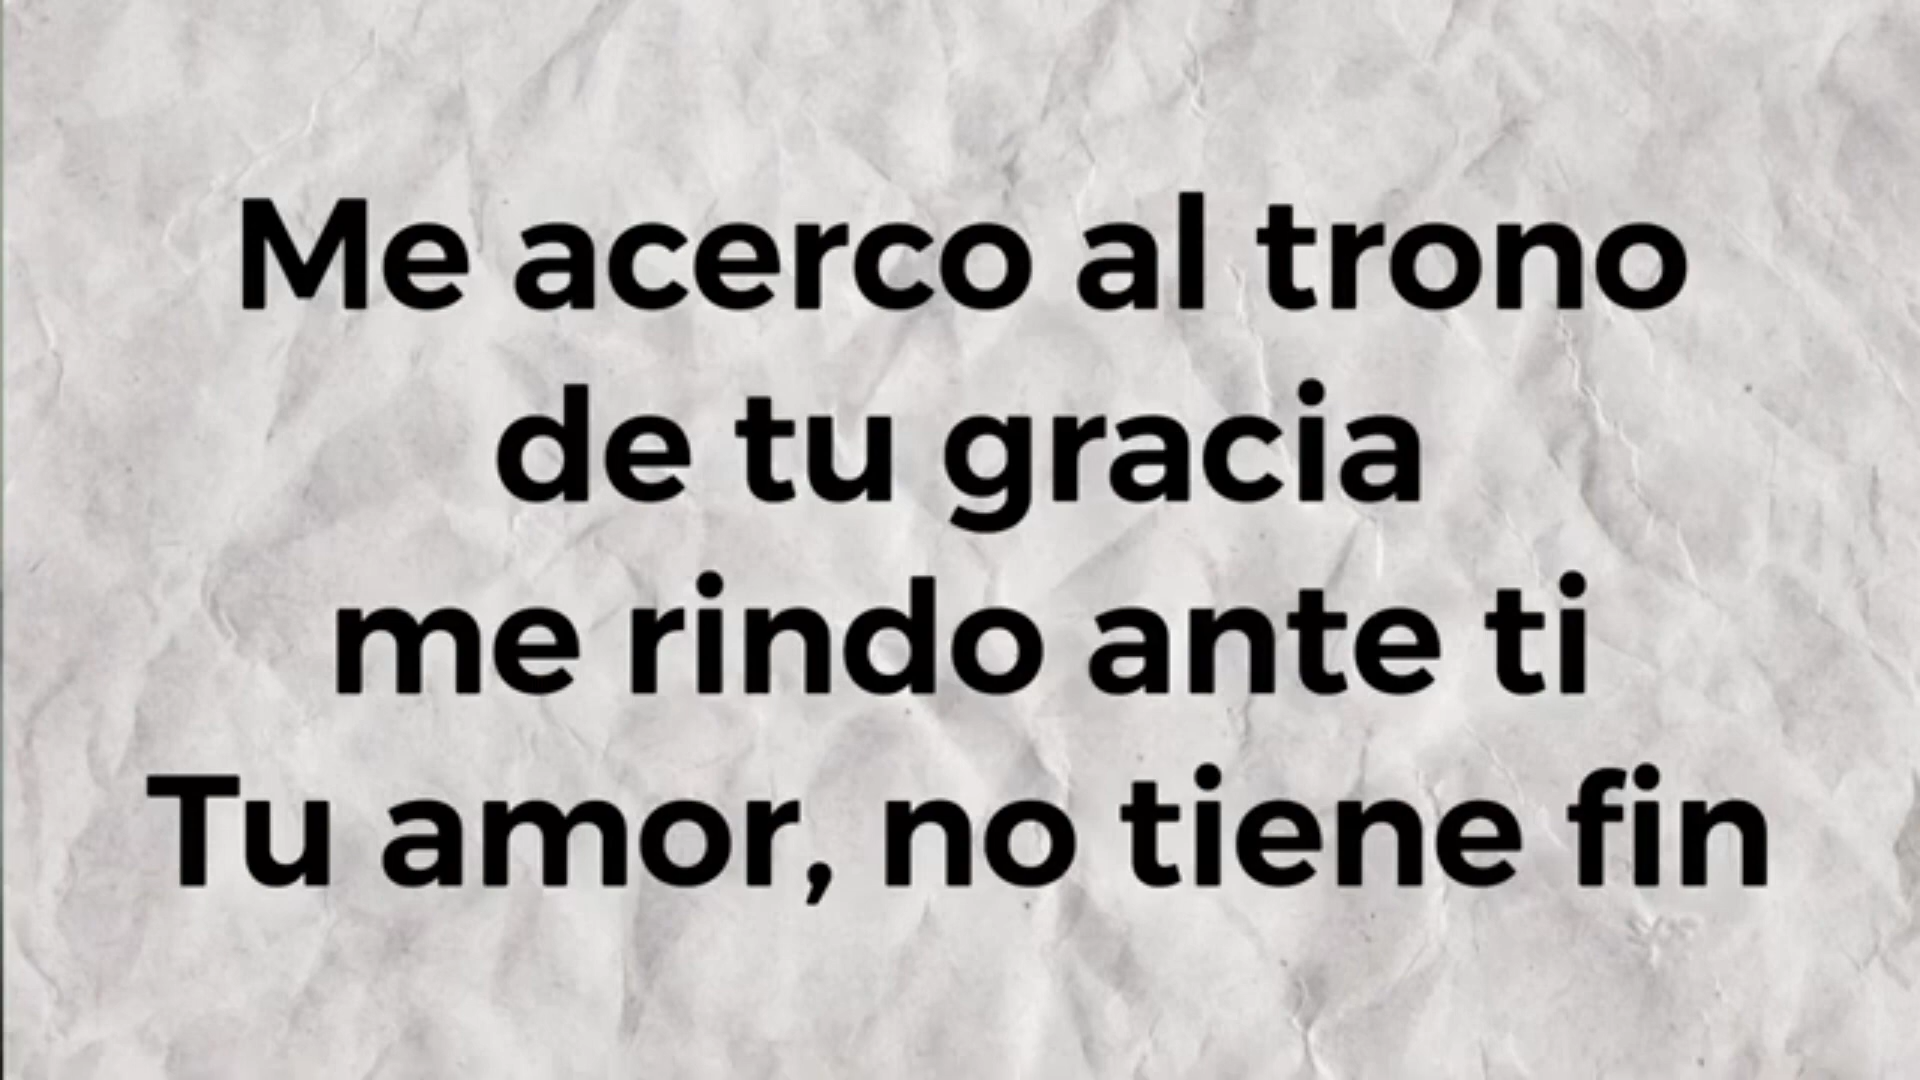 Me acerco al trono
de tu gracia
me rindo ante ti
Tu amor, no tiene fin